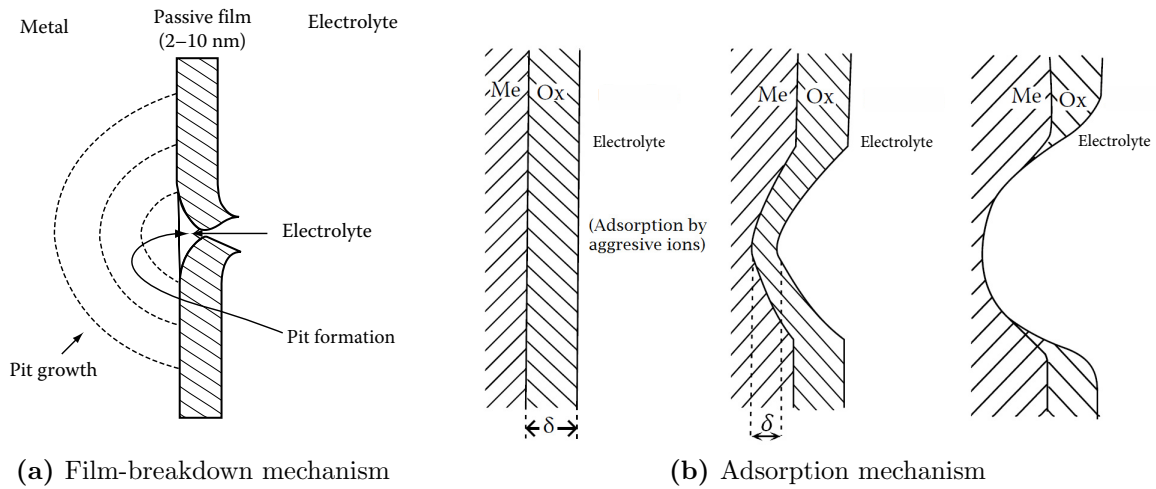 Metal
Passive film
(2–10 nm)
Electrolyte
Electrolyte
Pit formation
Pit growth
(a) Film-breakdown mechanism
Me Ox
Electrolyte
(Adsorption by
aggresive ions)
δ
Me Ox
Electrolyte
δ
Me Ox
Electrolyte
(b) Adsorption mechanism